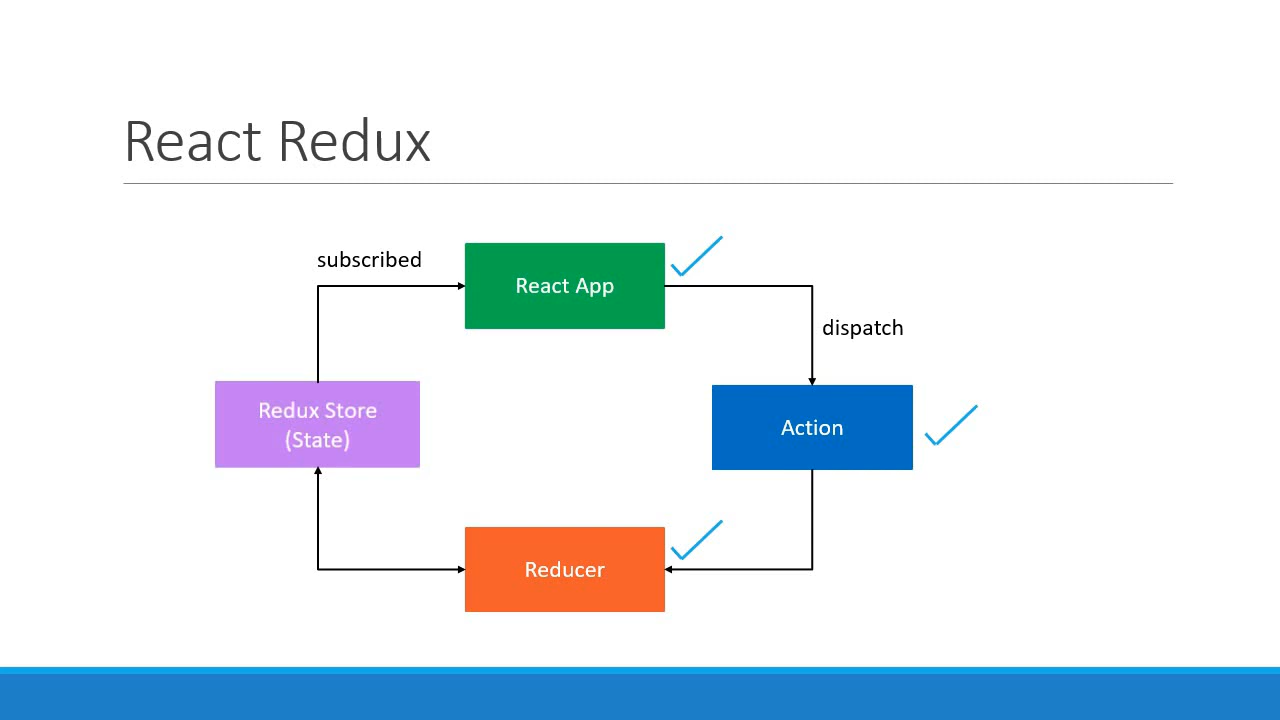 React Redux
subscribed
React App
dispatch
Redux Store
(State)
Action
Reducer